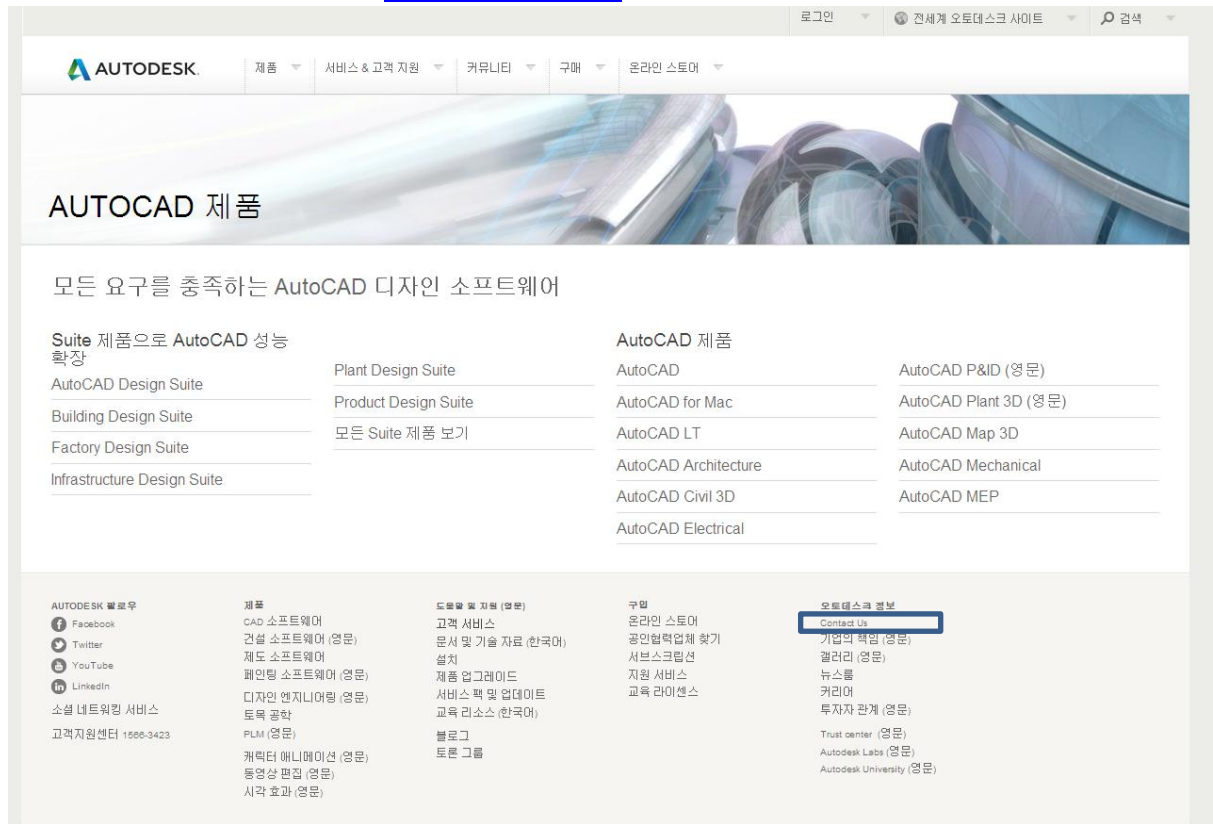 로그인
전세계 오토데스크 사이트
검색
AUTODESK.
제품
서비스 & 고객 지원
커뮤니티
구매
온라인 스토어
AUTOCAD 제품
모든 요구를 충족하는 AutoCAD 디자인 소프트웨어
Suite 제품으로 AutoCAD 성능
확장
AutoCAD Design Suite
Building Design Suite
Factory Design Suite
Infrastructure Design Suite
Plant Design Suite
Product Design Suite
모든 Suite 제품 보기
AutoCAD 제품
AutoCAD
AutoCAD for Mac
AutoCAD LT
AutoCAD Architecture
AutoCAD Civil 3D
AutoCAD Electrical
AutoCAD P&ID (영문)
AutoCAD Plant 3D (영문)
AutoCAD Map 3D
AutoCAD Mechanical
AutoCAD MEP
AUTODESK 팔로우
Facebook
Twitter
YouTube
LinkedIn
소셜 네트워킹 서비스
고객지원센터 1566-3423
제품
CAD 소프트웨어
건설 소프트웨어 (영문)
제도 소프트웨어
페인팅 소프트웨어 (영문)
디자인 엔지니어링 (영문)
토목 공학
PLM (영문)
캐릭터 애니메이션 (영문)
동영상 편집 (영문)
시각 효과 (영문)
도움말 및 지원 (영문)
고객 서비스
문서 및 기술 자료 (한국어)
설치
제품 업그레이드
서비스 팩 및 업데이트
교육 리소스 (한국어)
블로그
토론 그룹
구입
온라인 스토어
공인협력업체 찾기
서브스크립션
지원 서비스
교육 라이센스
오토데스크 정보
Contact Us
기업의 책임 (영문)
갤러리 (영문)
뉴스룸
커리어
투자자 관계 (영문)
Trust center (영문)
Autodesk Labs (영문)
Autodesk University (영문)